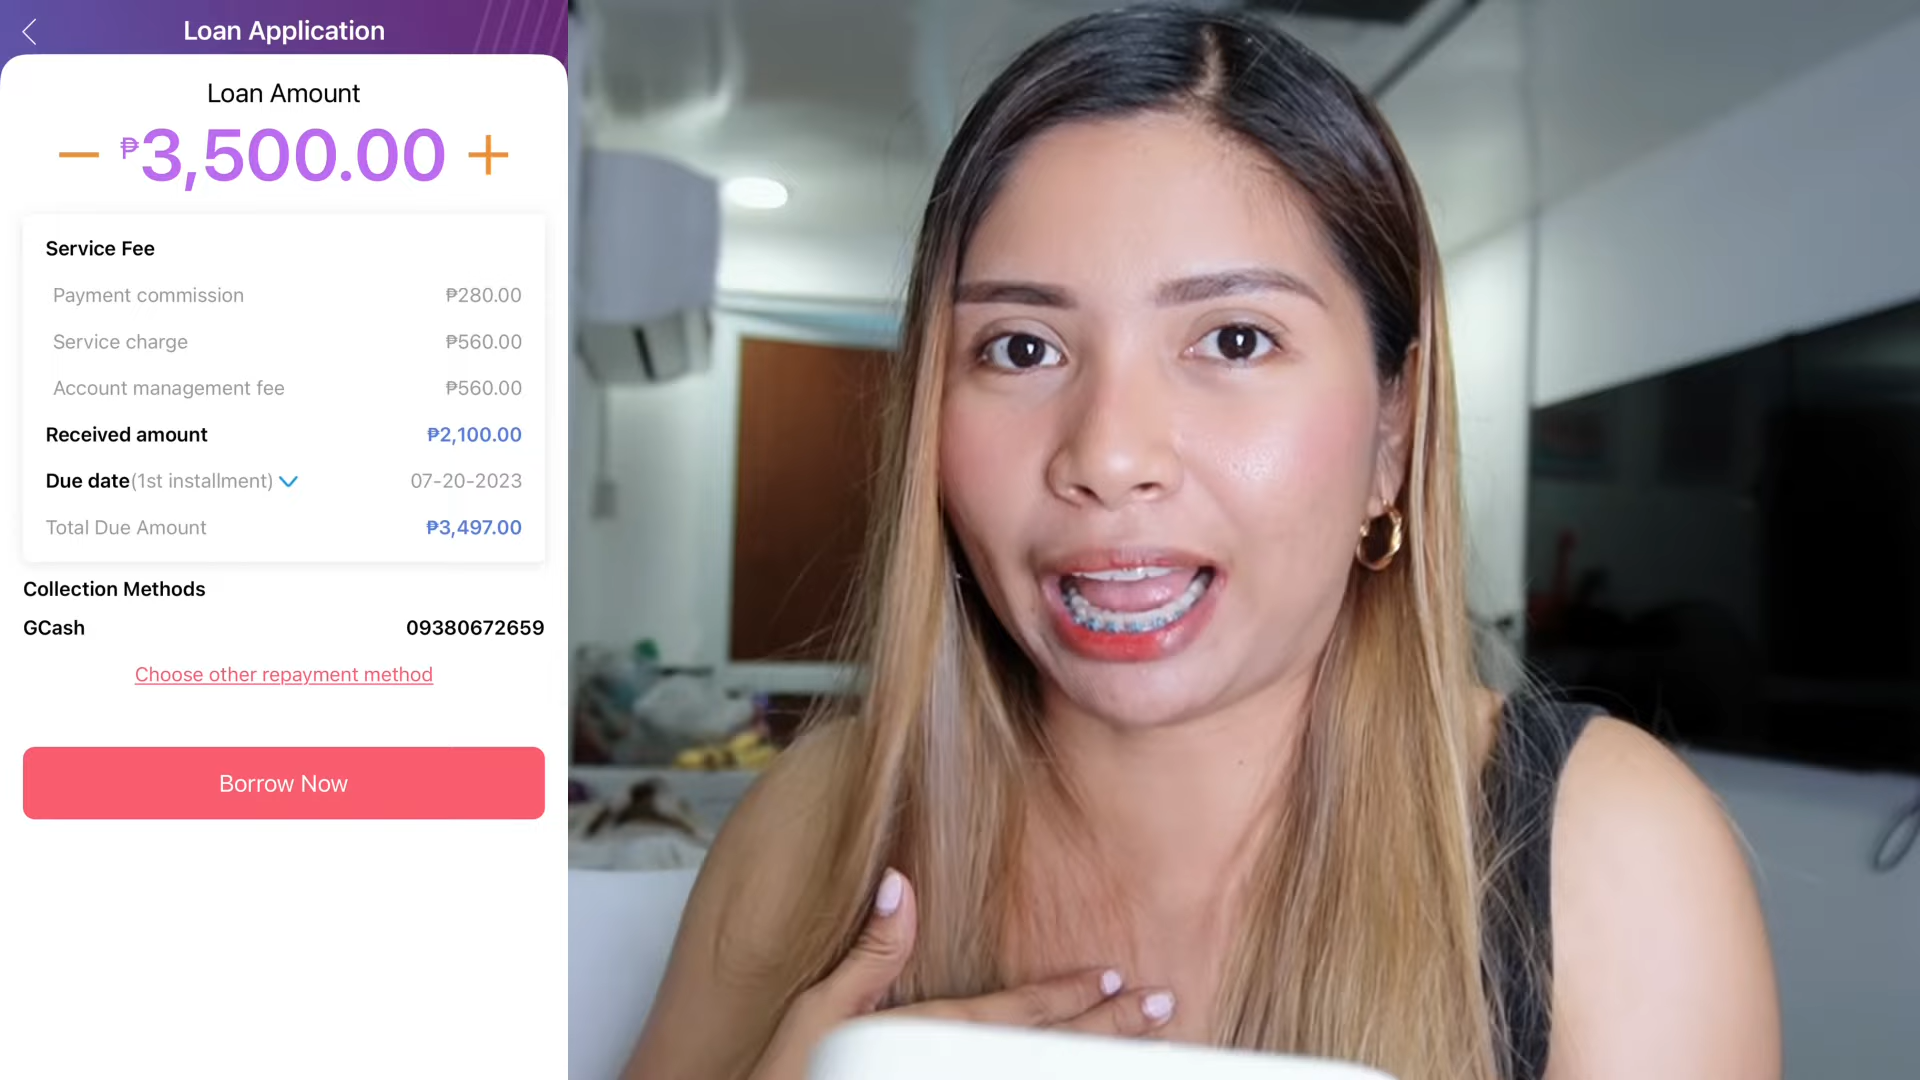 Loan Application
Loan Amount
₱3,500.00
Service Fee
Payment commission ₱280.00
Service charge ₱560.00
Account management fee ₱560.00
Received amount ₱2,100.00
Due date(1st installment) 07-20-2023
Total Due Amount ₱3,497.00
Collection Methods
GCash 09380672659
Choose other repayment method
Borrow Now